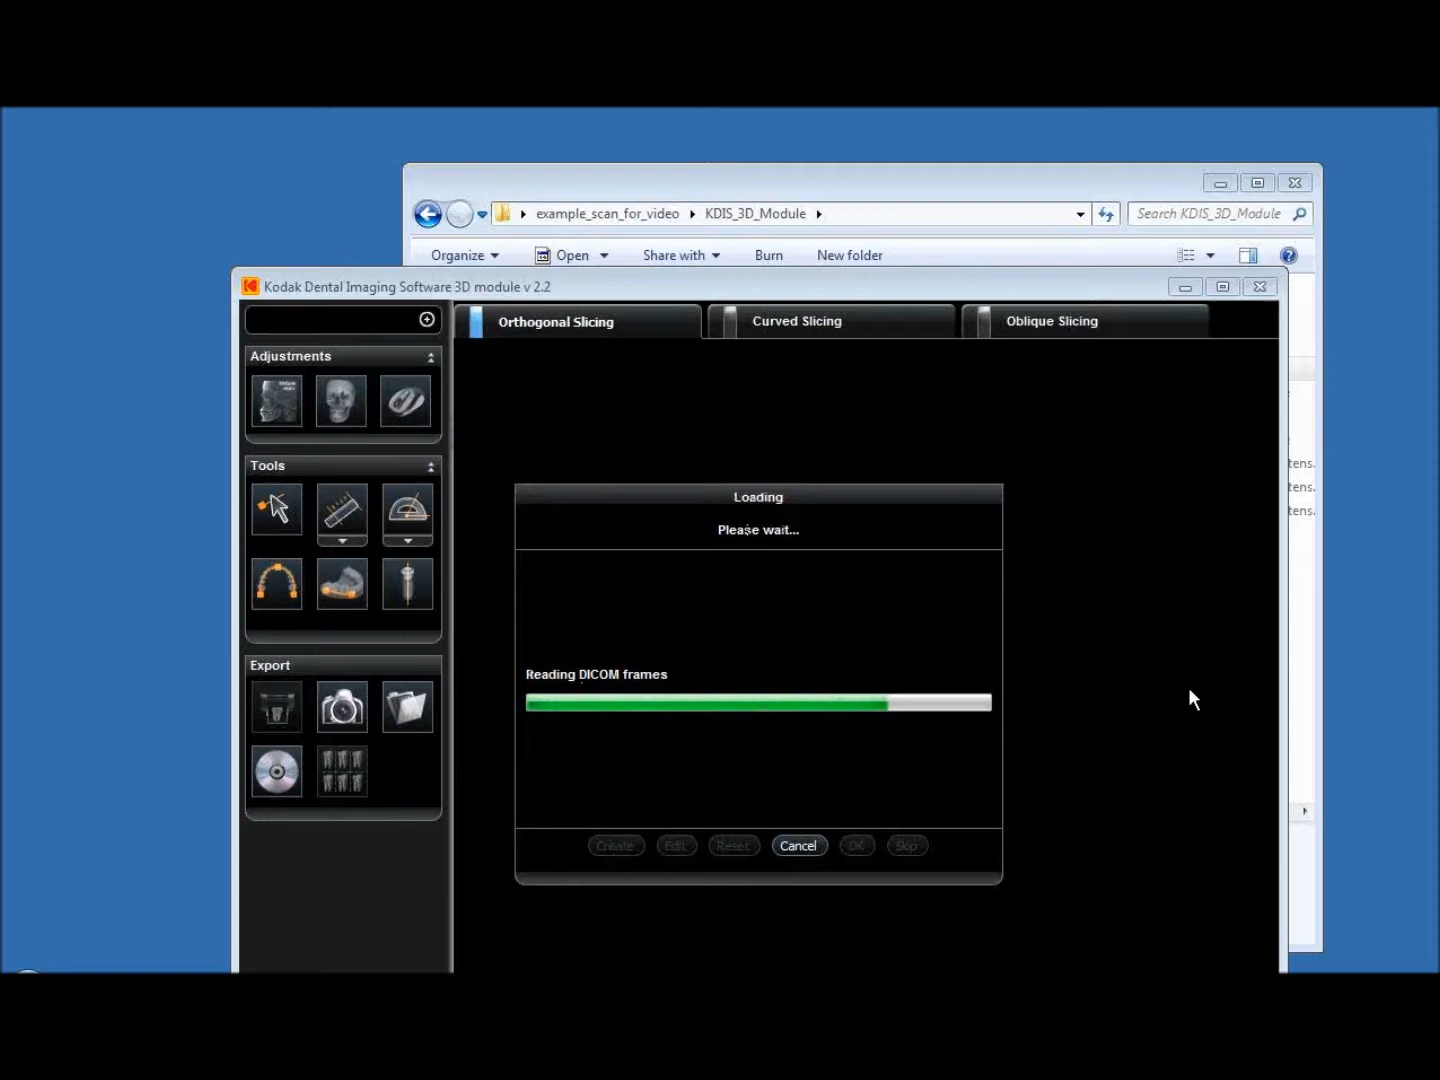 example_scan_for_video KDIS_3D_Module Search KDIS_3D_Module
Organize Open Share with Burn New folder
Kodak Dental Imaging Software 3D module v 2.2
Orthogonal Slicing Curved Slicing Oblique Slicing
Adjustments
Tools
tens.
tens.
tens.
Loading
Please wait...
Export
Reading DICOM frames
Create Edit Reset Cancel OK Skip